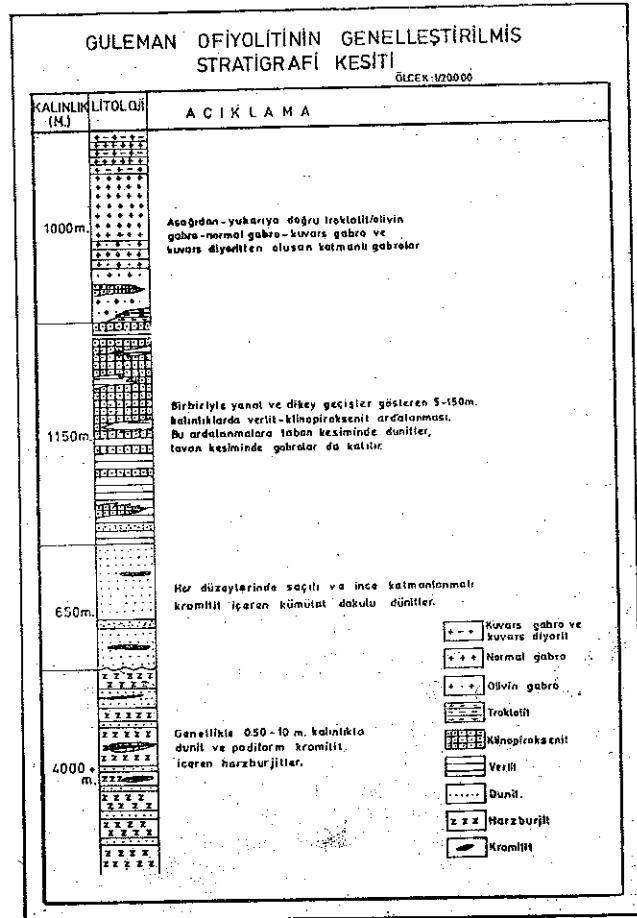 GULEMAN OFİYOLİTİNİN GENELLEŞTİRİLMİŞ
STRATİGRAFİ KESİTİ
ÖLÇEK: 1/20000
KALINLIK (M.)
LİTOLOJİ
AÇIKLAMA
1000m.
Aşağıdan-yukarıya doğru troktolit/olivin
gabro-normal gabro-kuvars gabro ve
kuvars diyoritten oluşan katmanlı gabrolar
1150m.
Birbiriyle yanal ve dikey geçişler gösteren 5-150m.
kalınlıklarda verlit-klinopiroksenit ardalanması.
Bu ardalanmalara taban kesiminde dunitler,
tavan kesiminde gabrolar da katılır.
650m.
Her düzeylerinde saçılı va ince katmanlanmalı
kromitit içeren kümülat dokulu dünitler.
4000+
m.
Genellikle 0.50-10 m. kalınlıkta
dunit ve podiform kromitit
içeren harzburjitler.
Kuvars gabro ve
kuvars diyorit
Normal gabro
Olivin gabro
Troktolit
Klinopiroksenit
Verlit
Dunit.
Harzburjit
Kromitit